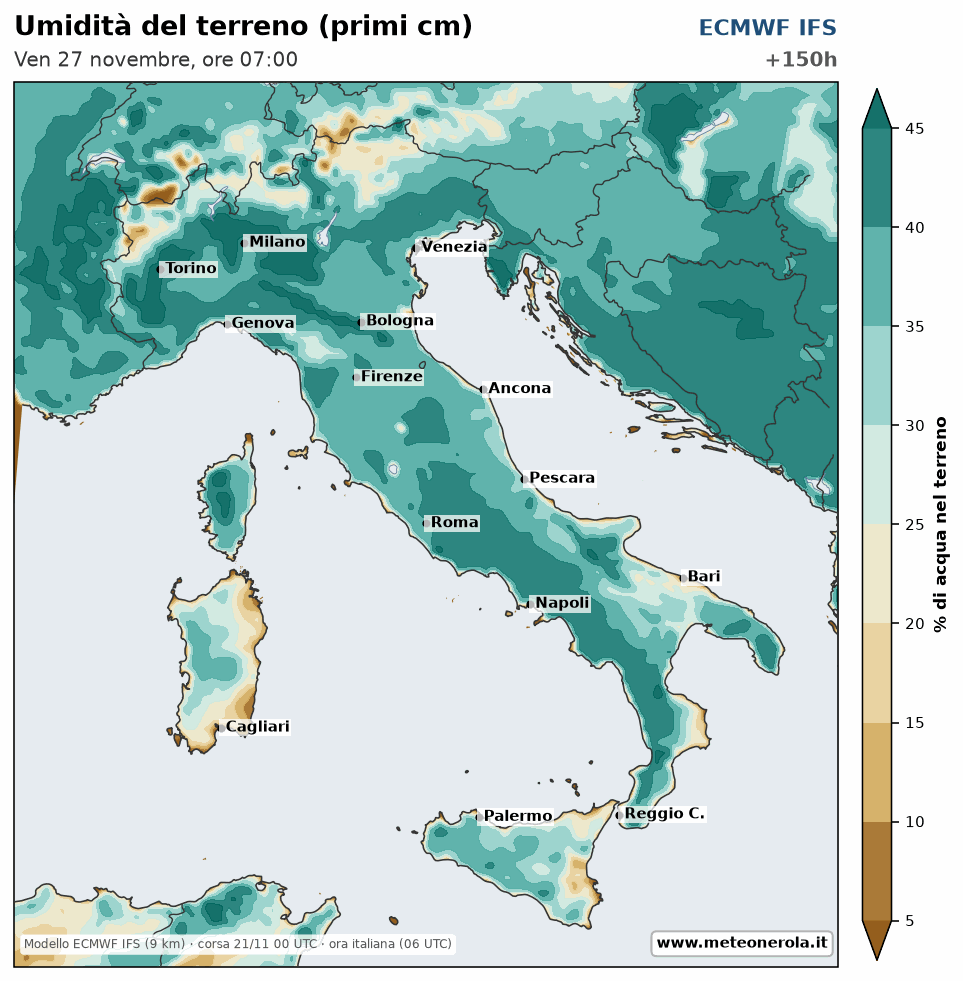 Umidità del terreno (primi cm)
ECMWF IFS
Ven 27 novembre, ore 07:00
+150h
Milano
Venezia
Torino
Genova
Bologna
Firenze
Ancona
Pescara
Roma
Bari
Napoli
Cagliari
Palermo
Reggio C.
45
40
35
30
25
20
15
10
5
% di acqua nel terreno
Modello ECMWF IFS (9 km) · corsa 21/11 00 UTC · ora italiana (06 UTC)
www.meteonerola.it